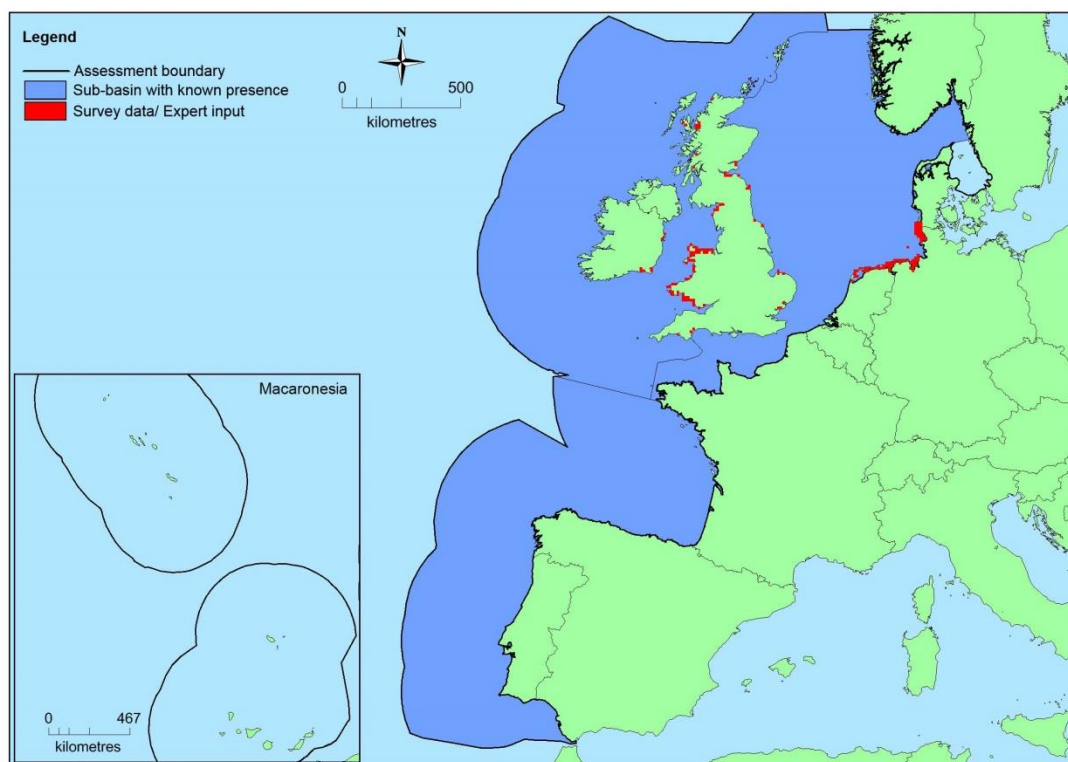 Legend
Assessment boundary
Sub-basin with known presence
Survey data/ Expert input
N
0 500
kilometres
Macaronesia
0 467
kilometres